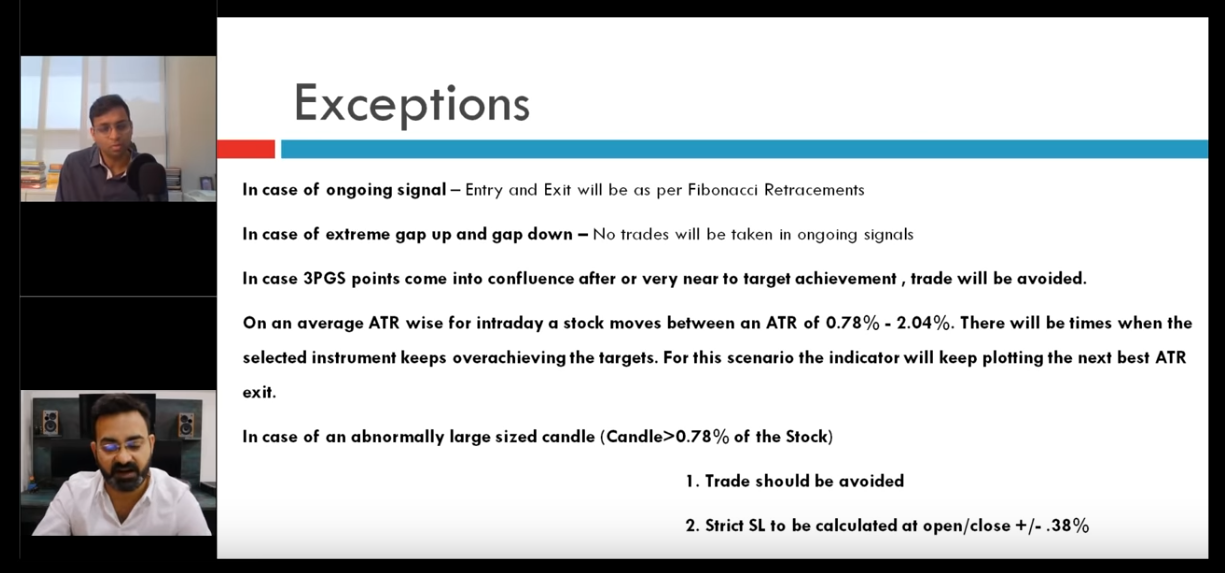 Exceptions
In case of ongoing signal – Entry and Exit will be as per Fibonacci Retracements
In case of extreme gap up and gap down – No trades will be taken in ongoing signals
In case 3PGS points come into confluence after or very near to target achievement , trade will be avoided.
On an average ATR wise for intraday a stock moves between an ATR of 0.78% - 2.04%. There will be times when the
selected instrument keeps overachieving the targets. For this scenario the indicator will keep plotting the next best ATR
exit.
In case of an abnormally large sized candle (Candle>0.78% of the Stock)
1. Trade should be avoided
2. Strict SL to be calculated at open/close +/- .38%